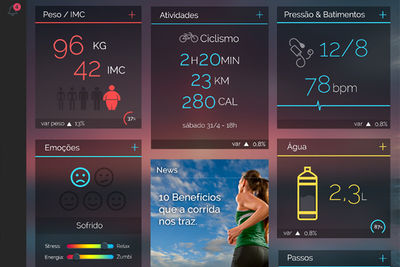 4
Peso / IMC +
96 KG
42 IMC
37%
var peso ▲ 13%
Atividades +
Ciclismo
2H20MIN
23 KM
280 CAL
sábado 31/4 - 18h
var ▲ 0.8%
Pressão & Batimentos +
12/8
78 bpm
var ▲ 0.8%
Emoções +
Sofrido
Stress: Relax
Energia: Zumbi
News
10 Benefícios
que a corrida
nos traz.
Água +
2,3L
var ▲ 0.8%
87%
Passos +